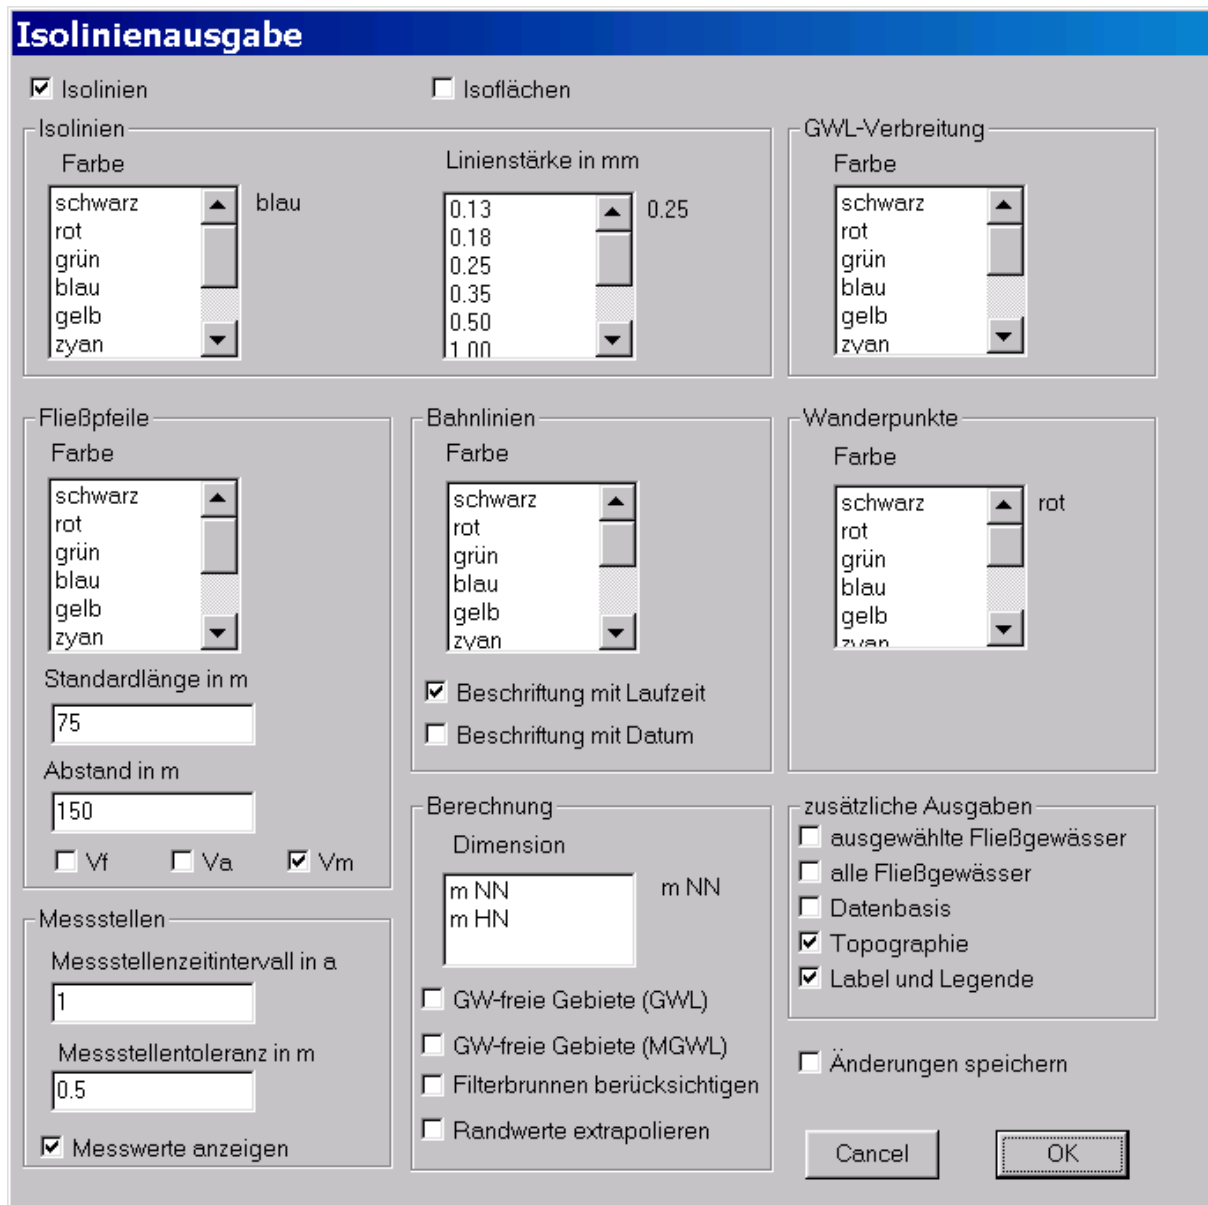 Isolinienausgabe
Isolinien
Isoflächen
Isolinien
Farbe
schwarz
rot
grün
blau
gelb
zyan
blau
Linienstärke in mm
0.13
0.18
0.25
0.35
0.50
1.00
0.25
GWL-Verbreitung
Farbe
schwarz
rot
grün
blau
gelb
zyan
Fließpfeile
Farbe
schwarz
rot
grün
blau
gelb
zyan
Standardlänge in m
75
Abstand in m
150
Vf
Va
Vm
Bahnlinien
Farbe
schwarz
rot
grün
blau
gelb
zyan
Beschriftung mit Laufzeit
Beschriftung mit Datum
Wanderpunkte
Farbe
schwarz
rot
grün
blau
gelb
zyan
rot
Messstellen
Messstellenzeitintervall in a
1
Messstellentoleranz in m
0.5
Messwerte anzeigen
Berechnung
Dimension
m NN
m HN
m NN
GW-freie Gebiete (GWL)
GW-freie Gebiete (MGWL)
Filterbrunnen berücksichtigen
Randwerte extrapolieren
zusätzliche Ausgaben
ausgewählte Fließgewässer
alle Fließgewässer
Datenbasis
Topographie
Label und Legende
Änderungen speichern
Cancel
OK